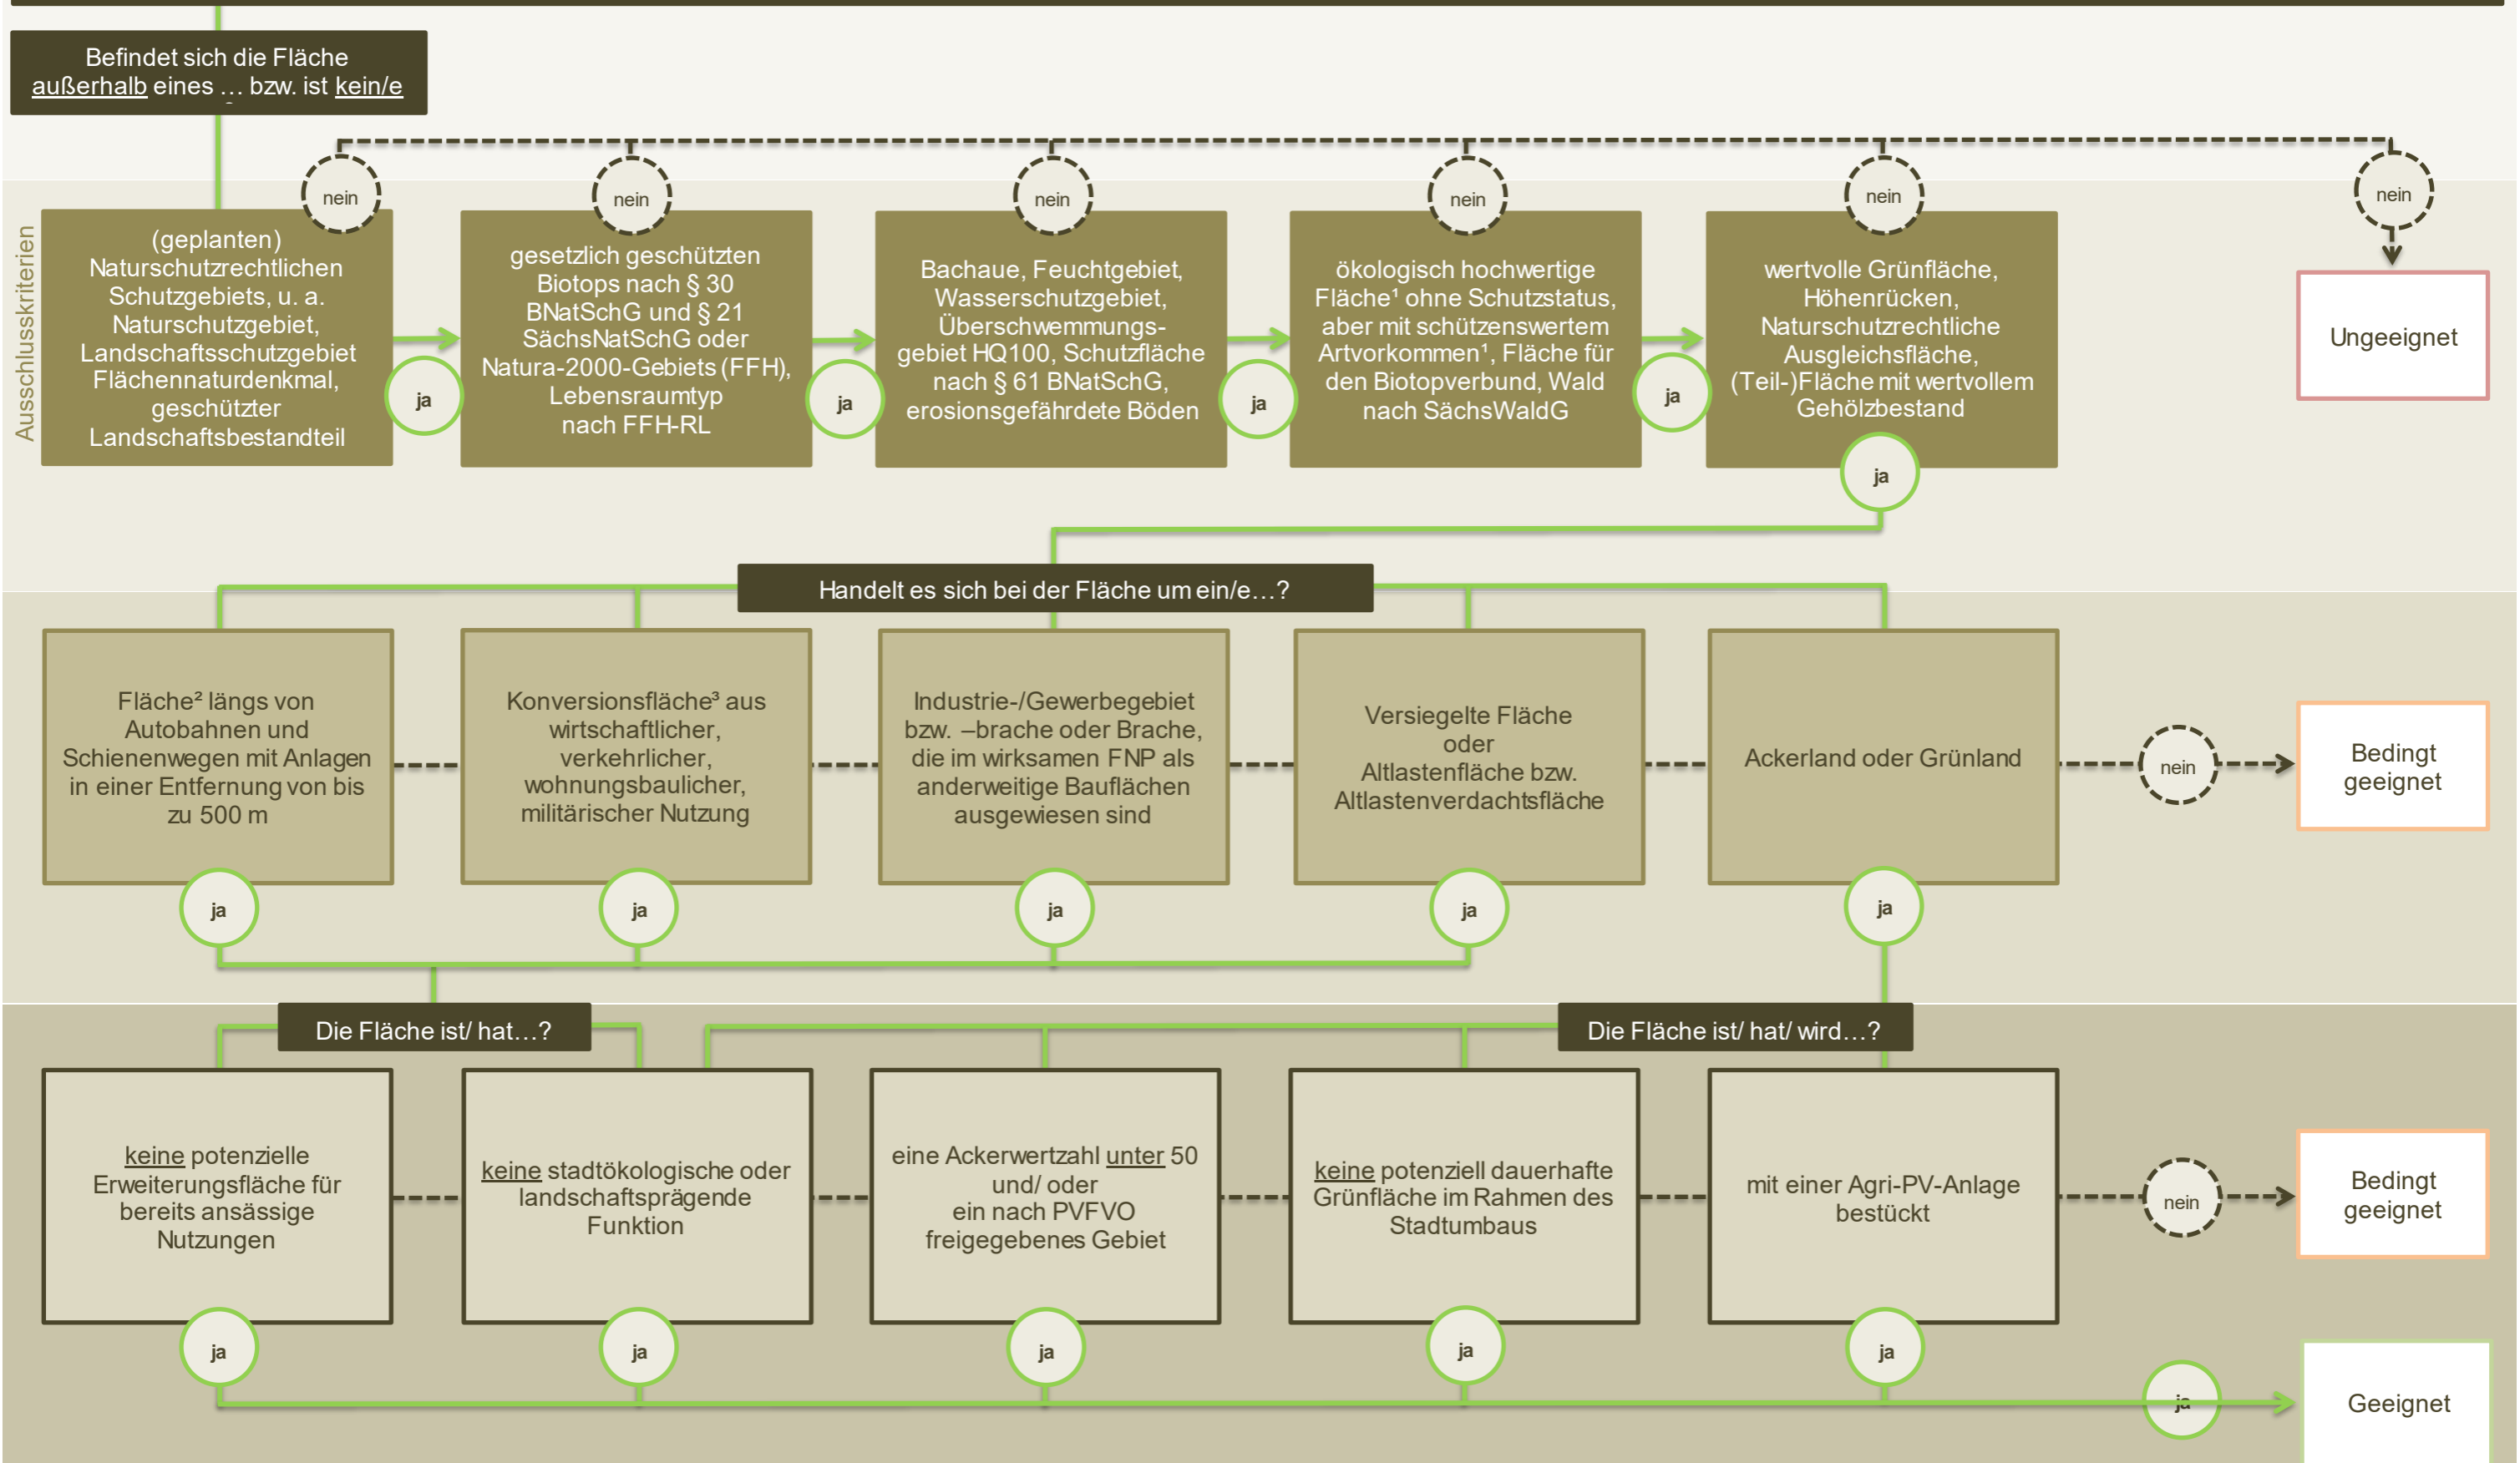 Befindet sich die Fläche
außerhalb eines … bzw. ist kein/e
nein
nein
nein
nein
nein
nein
Ausschlusskriterien
(geplanten)
Naturschutzrechtlichen
Schutzgebiets, u. a.
Naturschutzgebiet,
Landschaftsschutzgebiet
Flächennaturdenkmal,
geschützter
Landschaftsbestandteil
ja
gesetzlich geschützten
Biotops nach § 30
BNatSchG und § 21
SächsNatSchG oder
Natura-2000-Gebiets (FFH),
Lebensraumtyp
nach FFH-RL
ja
Bachaue, Feuchtgebiet,
Wasserschutzgebiet,
Überschwemmungs-
gebiet HQ100, Schutzfläche
nach § 61 BNatSchG,
erosionsgefährdete Böden
ja
ökologisch hochwertige
Fläche¹ ohne Schutzstatus,
aber mit schützenswertem
Artvorkommen¹, Fläche für
den Biotopverbund, Wald
nach SächsWaldG
ja
wertvolle Grünfläche,
Höhenrücken,
Naturschutzrechtliche
Ausgleichsfläche,
(Teil-)Fläche mit wertvollem
Gehölzbestand
ja
Ungeeignet
Handelt es sich bei der Fläche um ein/e…?
Fläche² längs von
Autobahnen und
Schienenwegen mit Anlagen
in einer Entfernung von bis
zu 500 m
Konversionsfläche³ aus
wirtschaftlicher,
verkehrlicher,
wohnungsbaulicher,
militärischer Nutzung
Industrie-/Gewerbegebiet
bzw. –brache oder Brache,
die im wirksamen FNP als
anderweitige Bauflächen
ausgewiesen sind
Versiegelte Fläche
oder
Altlastenfläche bzw.
Altlastenverdachtsfläche
Ackerland oder Grünland
nein
Bedingt
geeignet
ja
ja
ja
ja
ja
Die Fläche ist/ hat…?
Die Fläche ist/ hat/ wird…?
keine potenzielle
Erweiterungsfläche für
bereits ansässige
Nutzungen
keine stadtökologische oder
landschaftsprägende
Funktion
eine Ackerwertzahl unter 50
und/ oder
ein nach PVFVO
freigegebenes Gebiet
keine potenziell dauerhafte
Grünfläche im Rahmen des
Stadtumbaus
mit einer Agri-PV-Anlage
bestückt
nein
Bedingt
geeignet
ja
ja
ja
ja
ja
ja
Geeignet